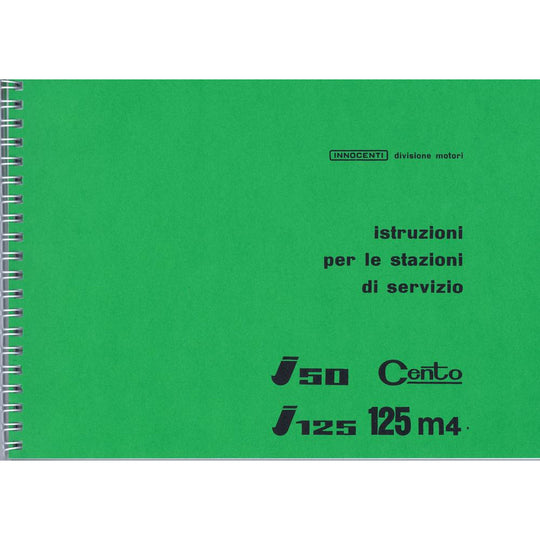 INNOCENTI divisione motori
istruzioni
per le stazioni
di servizio
J50 Cento
J125 125 m4